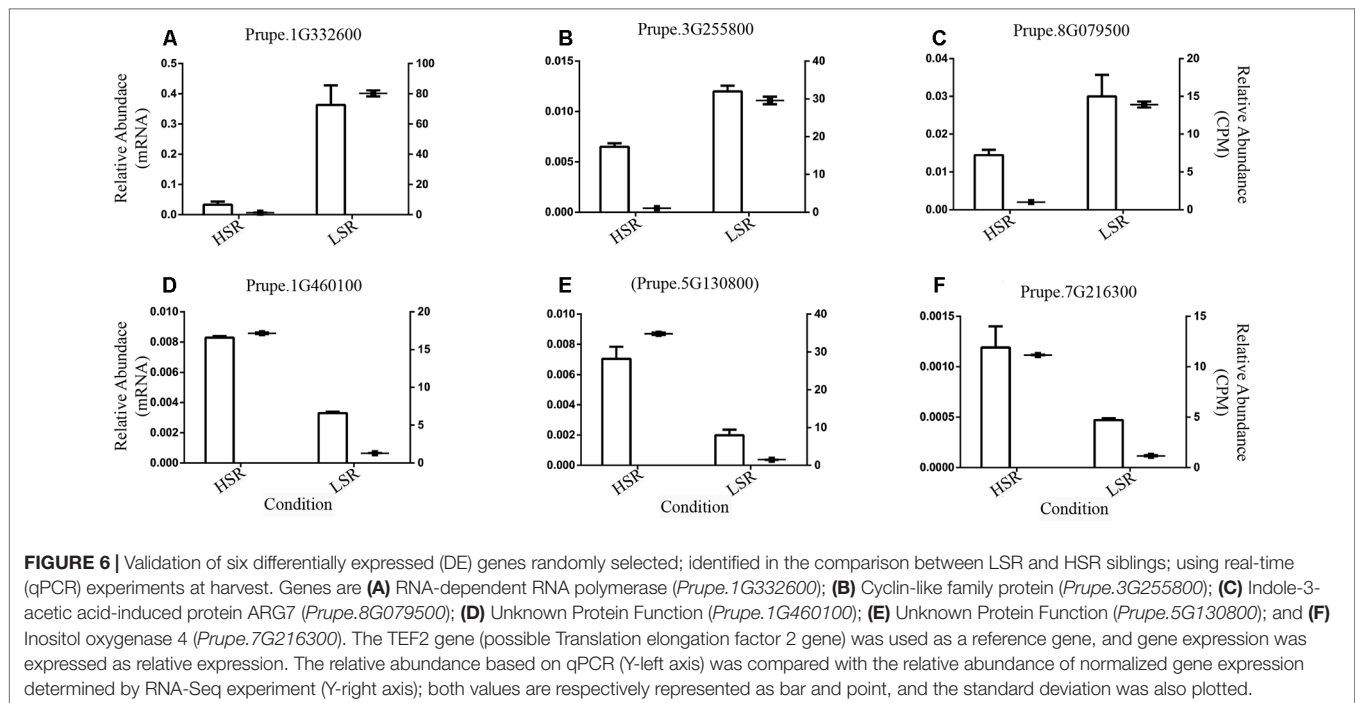 A
Prupe.1G332600
B
Prupe.3G255800
C
Prupe.8G079500
Relative Abundace
(mRNA)
0.5
0.4
0.3
0.2
0.1
0.0
100
80
60
40
20
0
HSR
LSR
0.015
0.010
0.005
0.000
40
30
20
10
0
HSR
LSR
0.04
0.03
0.02
0.01
0.00
20
15
10
5
0
HSR
LSR
Relative Abundance
(CPM)
D
Prupe.1G460100
E
(Prupe.5G130800)
F
Prupe.7G216300
Relative Abundance
(mRNA)
0.010
0.008
0.006
0.004
0.002
0.000
20
15
10
5
0
HSR
LSR
Condition
0.010
0.008
0.006
0.004
0.002
0.000
40
30
20
10
0
HSR
LSR
Condition
0.0015
0.0010
0.0005
0.0000
15
10
5
0
HSR
LSR
Relative Abundance
(CPM)
FIGURE 6 | Validation of six differentially expressed (DE) genes randomly selected; identified in the comparison between LSR and HSR siblings; using real-time
(qPCR) experiments at harvest. Genes are (A) RNA-dependent RNA polymerase (Prupe.1G332600); (B) Cyclin-like family protein (Prupe.3G255800); (C) Indole-3-
acetic acid-induced protein ARG7 (Prupe.8G079500); (D) Unknown Protein Function (Prupe.1G460100); (E) Unknown Protein Function (Prupe.5G130800); and (F)
Inositol oxygenase 4 (Prupe.7G216300). The TEF2 gene (possible Translation elongation factor 2 gene) was used as a reference gene, and gene expression was
expressed as relative expression. The relative abundance based on qPCR (Y-left axis) was compared with the relative abundance of normalized gene expression
determined by RNA-Seq experiment (Y-right axis); both values are respectively represented as bar and point, and the standard deviation was also plotted.